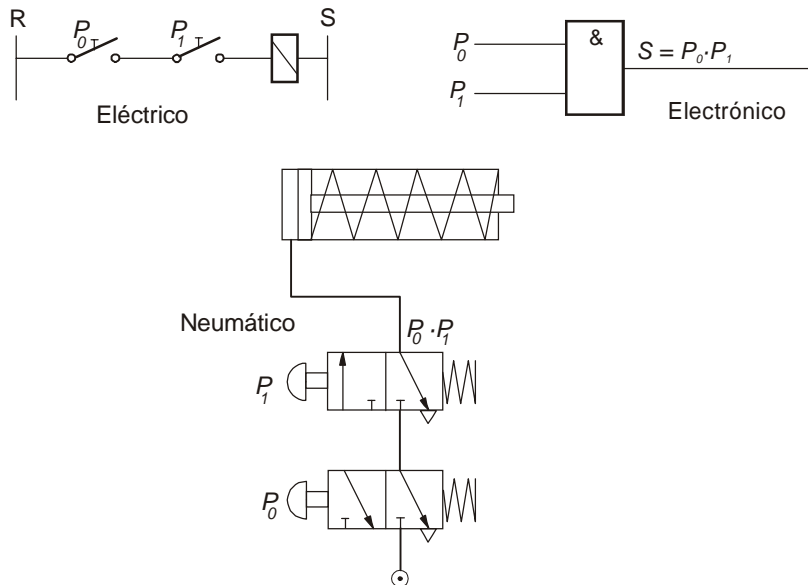 R
S
P₀
P₁
Eléctrico
P₀
P₁
&
S = P₀·P₁
Electrónico
Neumático
P₀ · P₁
P₁
P₀